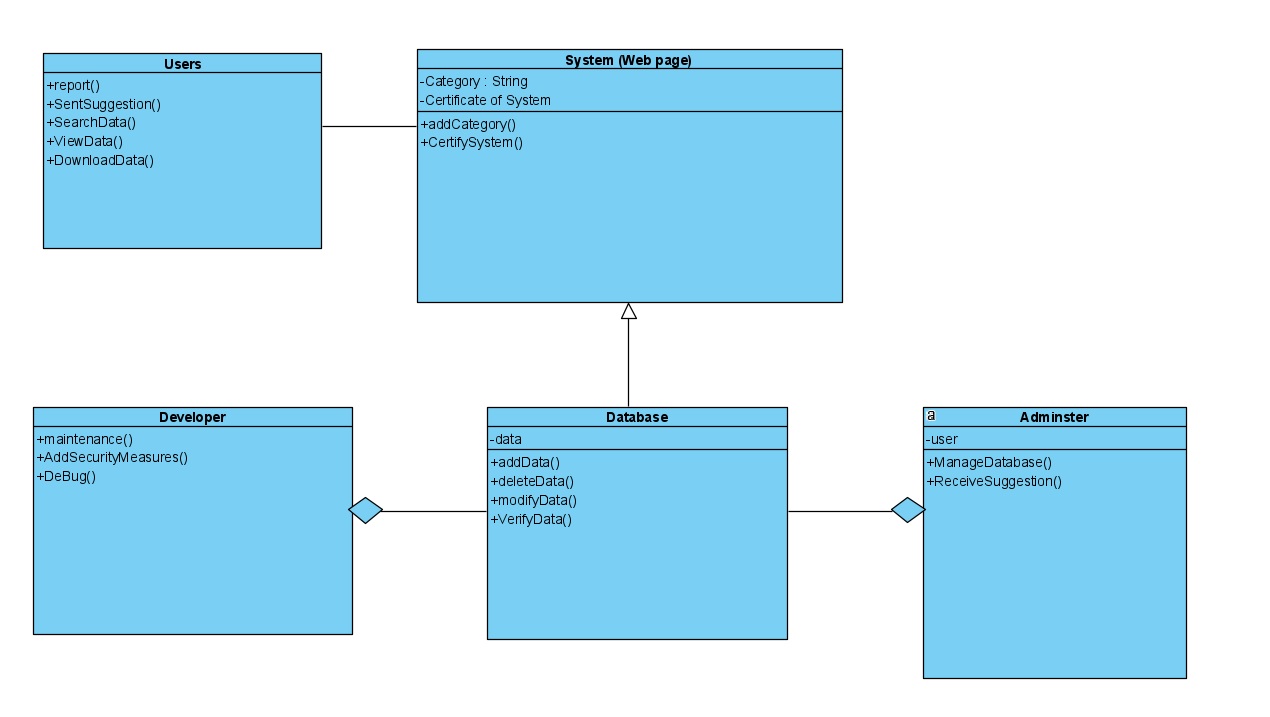 Users
+report()
+SentSuggestion()
+SearchData()
+ViewData()
+DownloadData()
System (Web page)
-Category : String
-Certificate of System
+addCategory()
+CertifySystem()
Developer
+maintenance()
+AddSecurityMeasures()
+DeBug()
Database
-data
+addData()
+deleteData()
+modifyData()
+VerifyData()
a
Adminster
-user
+ManageDatabase()
+ReceiveSuggestion()